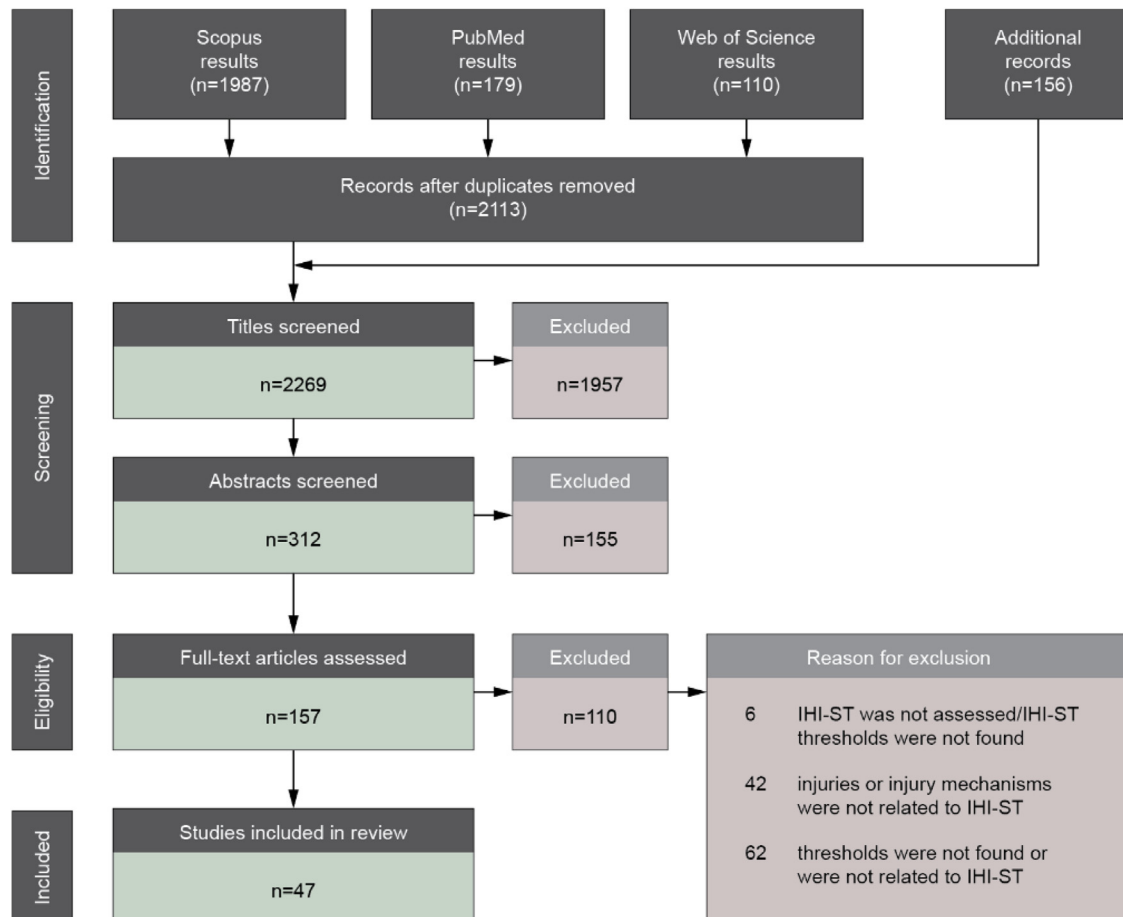 Identification
Scopus
results
(n=1987)
PubMed
results
(n=179)
Web of Science
results
(n=110)
Additional
records
(n=156)
Records after duplicates removed
(n=2113)
Screening
Titles screened
n=2269
Excluded
n=1957
Abstracts screened
n=312
Excluded
n=155
Eligibility
Full-text articles assessed
n=157
Excluded
n=110
Reason for exclusion
6 IHI-ST was not assessed/IHI-ST
thresholds were not found
42 injuries or injury mechanisms
were not related to IHI-ST
62 thresholds were not found or
were not related to IHI-ST
Included
Studies included in review
n=47